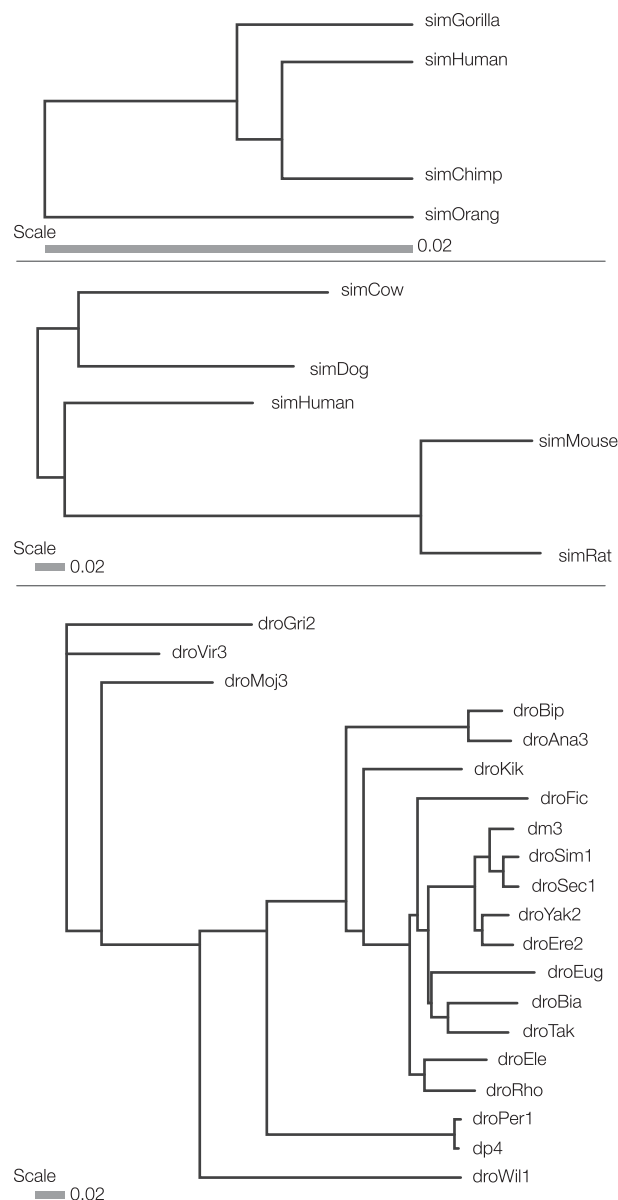 simGorilla
simHuman
simChimp
simOrang
Scale
0.02
simCow
simDog
simHuman
simMouse
simRat
Scale
0.02
droGri2
droVir3
droMoj3
droBip
droAna3
droKik
droFic
dm3
droSim1
droSec1
droYak2
droEre2
droEug
droBia
droTak
droEle
droRho
droPer1
dp4
droWil1
Scale
0.02